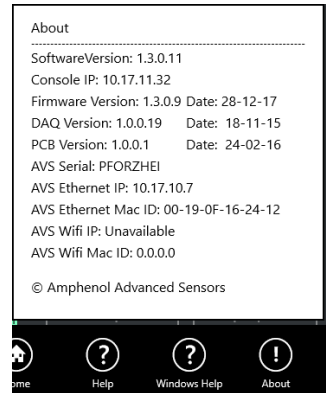 About
SoftwareVersion: 1.3.0.11
Console IP: 10.17.11.32
Firmware Version: 1.3.0.9 Date: 28-12-17
DAQ Version: 1.0.0.19 Date: 18-11-15
PCB Version: 1.0.0.1 Date: 24-02-16
AVS Serial: PFORZHEI
AVS Ethernet IP: 10.17.10.7
AVS Ethernet Mac ID: 00-19-0F-16-24-12
AVS Wifi IP: Unavailable
AVS Wifi Mac ID: 0.0.0.0
© Amphenol Advanced Sensors
ome Help Windows Help About